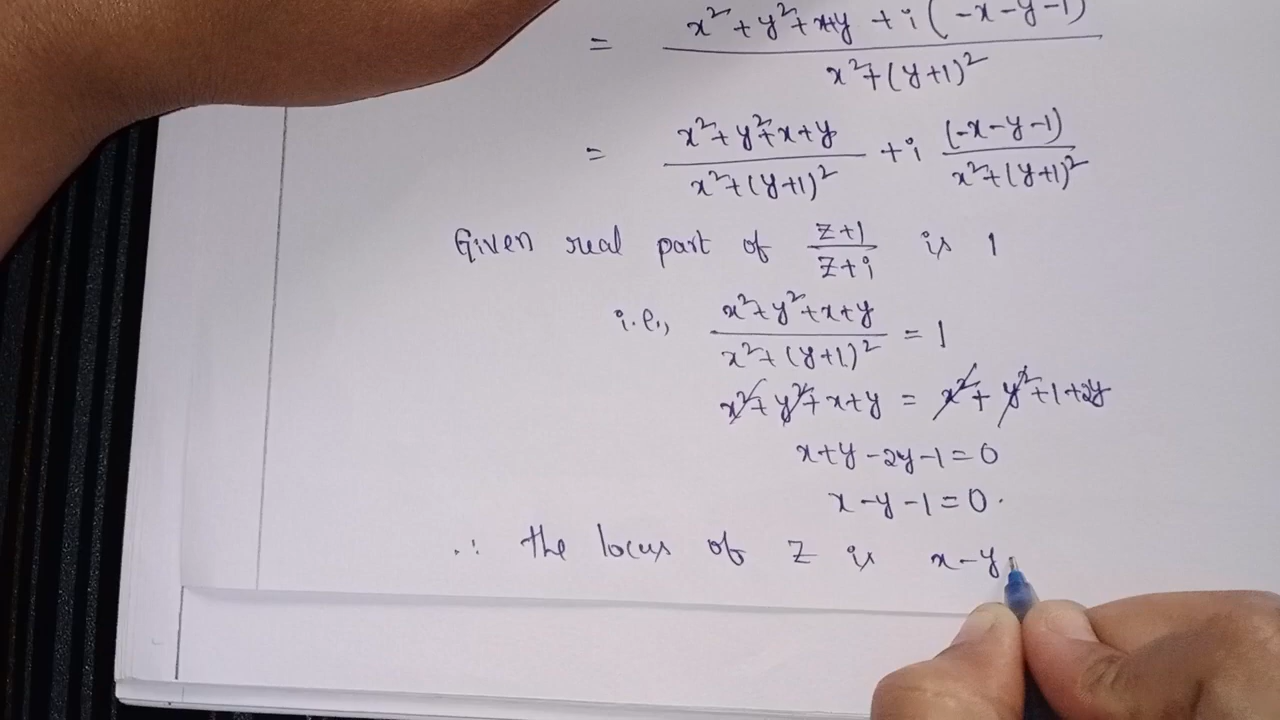 = x²+y²+x+y +i(-x-y-1) / x²+(y+1)²
= x²+y²+x+y / x²+(y+1)² +i (-x-y-1) / x²+(y+1)²
Given real part of z+1 / z+i is 1
i.e., x²+y²+x+y / x²+(y+1)² = 1
x²+y²+x+y = x²+y²+1+2y
x+y-2y-1=0
x-y-1=0.
∴ the locus of z is x-y